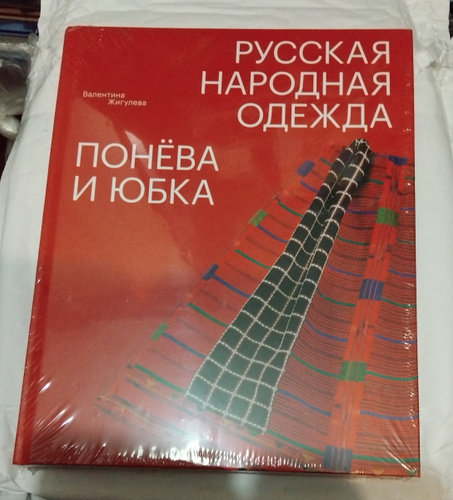 РУССКАЯ
НАРОДНАЯ
ОДЕЖДА
Валентина
Жигулева
ПОНЁВА
И ЮБКА